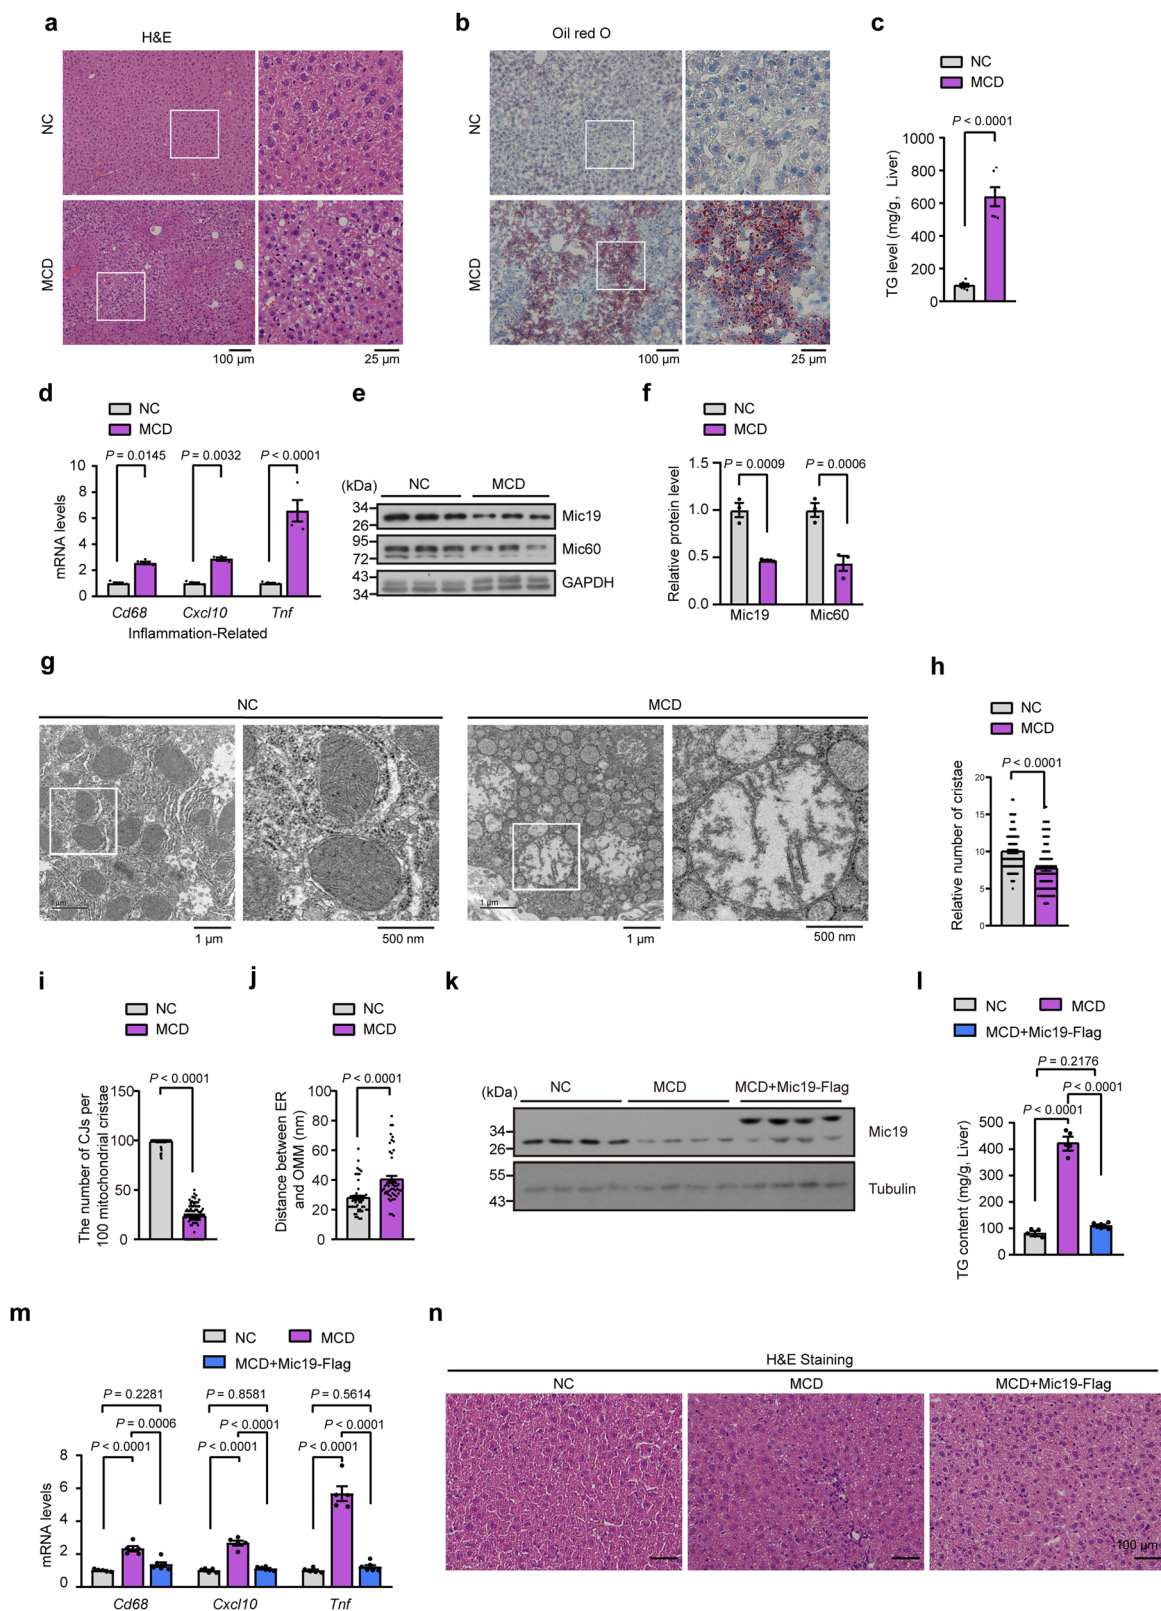 a
H&E
NC
MCD
100 µm
25 µm
b
Oil red O
NC
MCD
100 µm
25 µm
c
NC
MCD
P < 0.0001
TG level (mg/g, Liver)
1000
800
600
400
200
0
d
NC
MCD
P = 0.0145
P = 0.0032
P < 0.0001
mRNA levels
10
8
6
4
2
0
Cd68
Cxcl10
Tnf
Inflammation-Related
e
(kDa)
NC
MCD
34
26
Mic19
95
72
Mic60
43
34
GAPDH
f
NC
MCD
P = 0.0009
P = 0.0006
Relative protein level
1.5
1.0
0.5
0.0
Mic19
Mic60
g
NC
MCD
1 µm
1 µm
500 nm
1 µm
1 µm
500 nm
h
NC
MCD
P < 0.0001
Relative number of cristae
20
15
10
5
0
i
NC
MCD
P < 0.0001
The number of CJs per
100 mitochondrial cristae
150
100
50
0
j
NC
MCD
P < 0.0001
Distance between ER
and OMM (nm)
100
80
60
40
20
0
k
(kDa)
NC
MCD
MCD+Mic19-Flag
34
26
Mic19
55
43
Tubulin
l
NC
MCD
MCD+Mic19-Flag
P = 0.2176
P < 0.0001
P < 0.0001
TG content (mg/g, Liver)
500
400
300
200
100
0
m
NC
MCD
MCD+Mic19-Flag
P = 0.2281
P = 0.8581
P = 0.5614
P = 0.0006
P < 0.0001
P < 0.0001
P < 0.0001
P < 0.0001
P < 0.0001
mRNA levels
8
6
4
2
0
Cd68
Cxcl10
Tnf
n
H&E Staining
NC
MCD
MCD+Mic19-Flag
100 µm